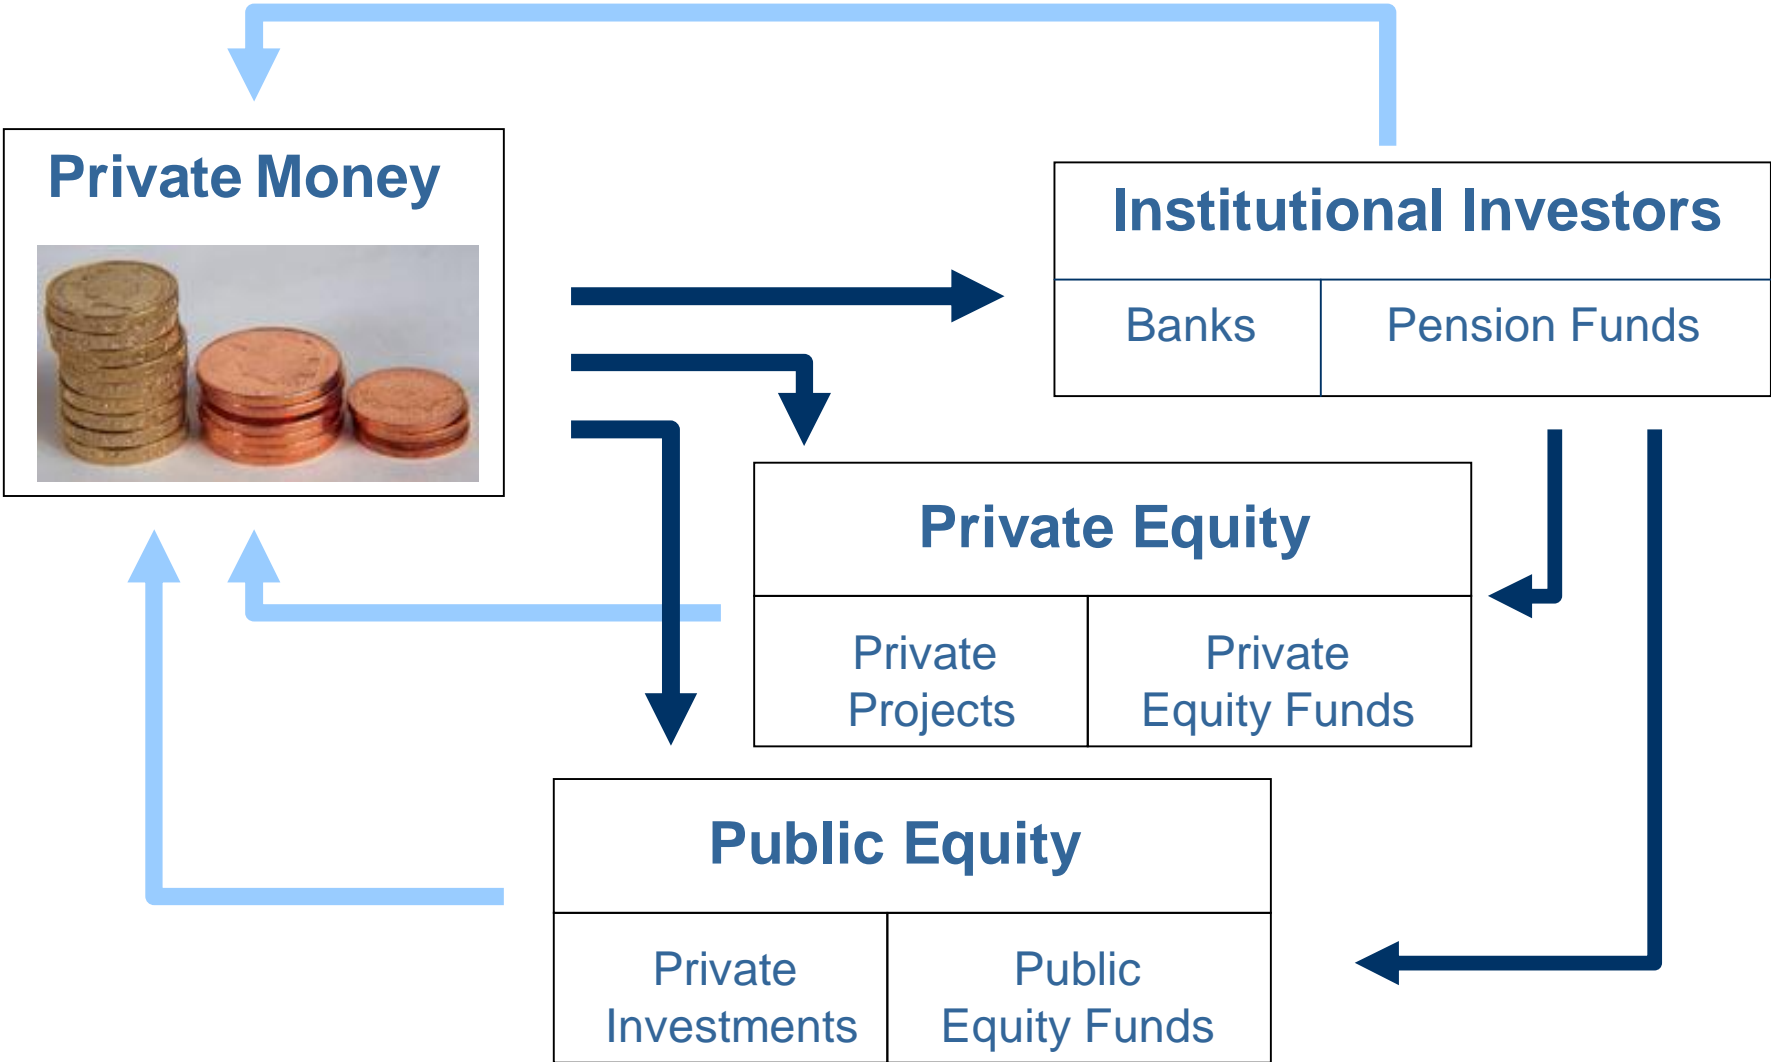 Private Money
Institutional Investors
Banks
Pension Funds
Private Equity
Private
Projects
Private
Equity Funds
Public Equity
Private
Investments
Public
Equity Funds